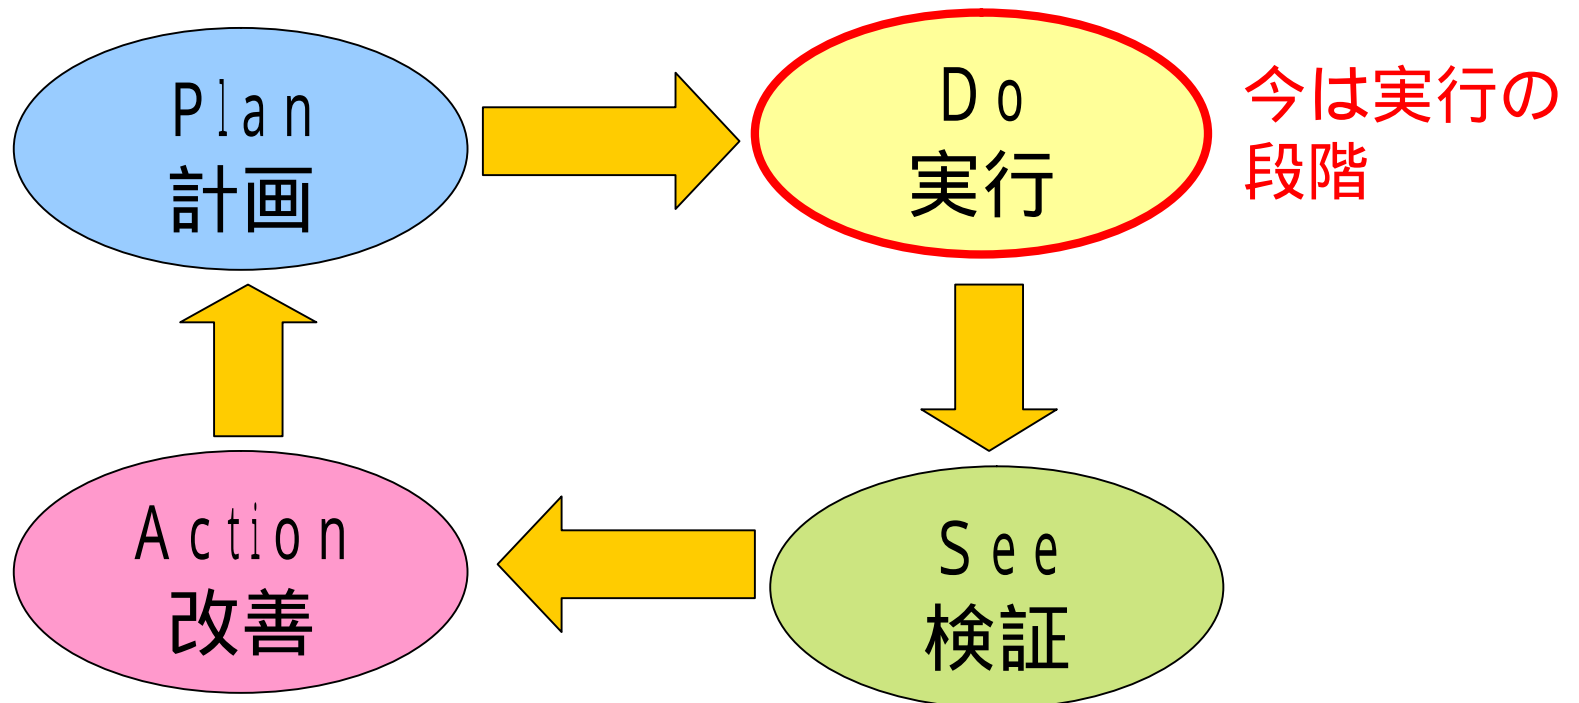 Plan
計画
Do
実行
今は実行の
段階
Action
改善
See
検証